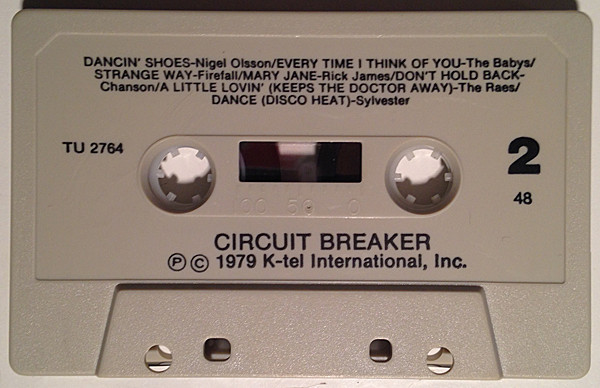 DANCIN' SHOES-Nigel Olsson/EVERY TIME I THINK OF YOU-The Babys/
STRANGE WAY-Firefall/MARY JANE-Rick James/DON'T HOLD BACK-
Chanson/A LITTLE LOVIN' (KEEPS THE DOCTOR AWAY)-The Raes/
DANCE (DISCO HEAT)-Sylvester
TU 2764
2
48
CIRCUIT BREAKER
Ⓟ © 1979 K-tel International, Inc.